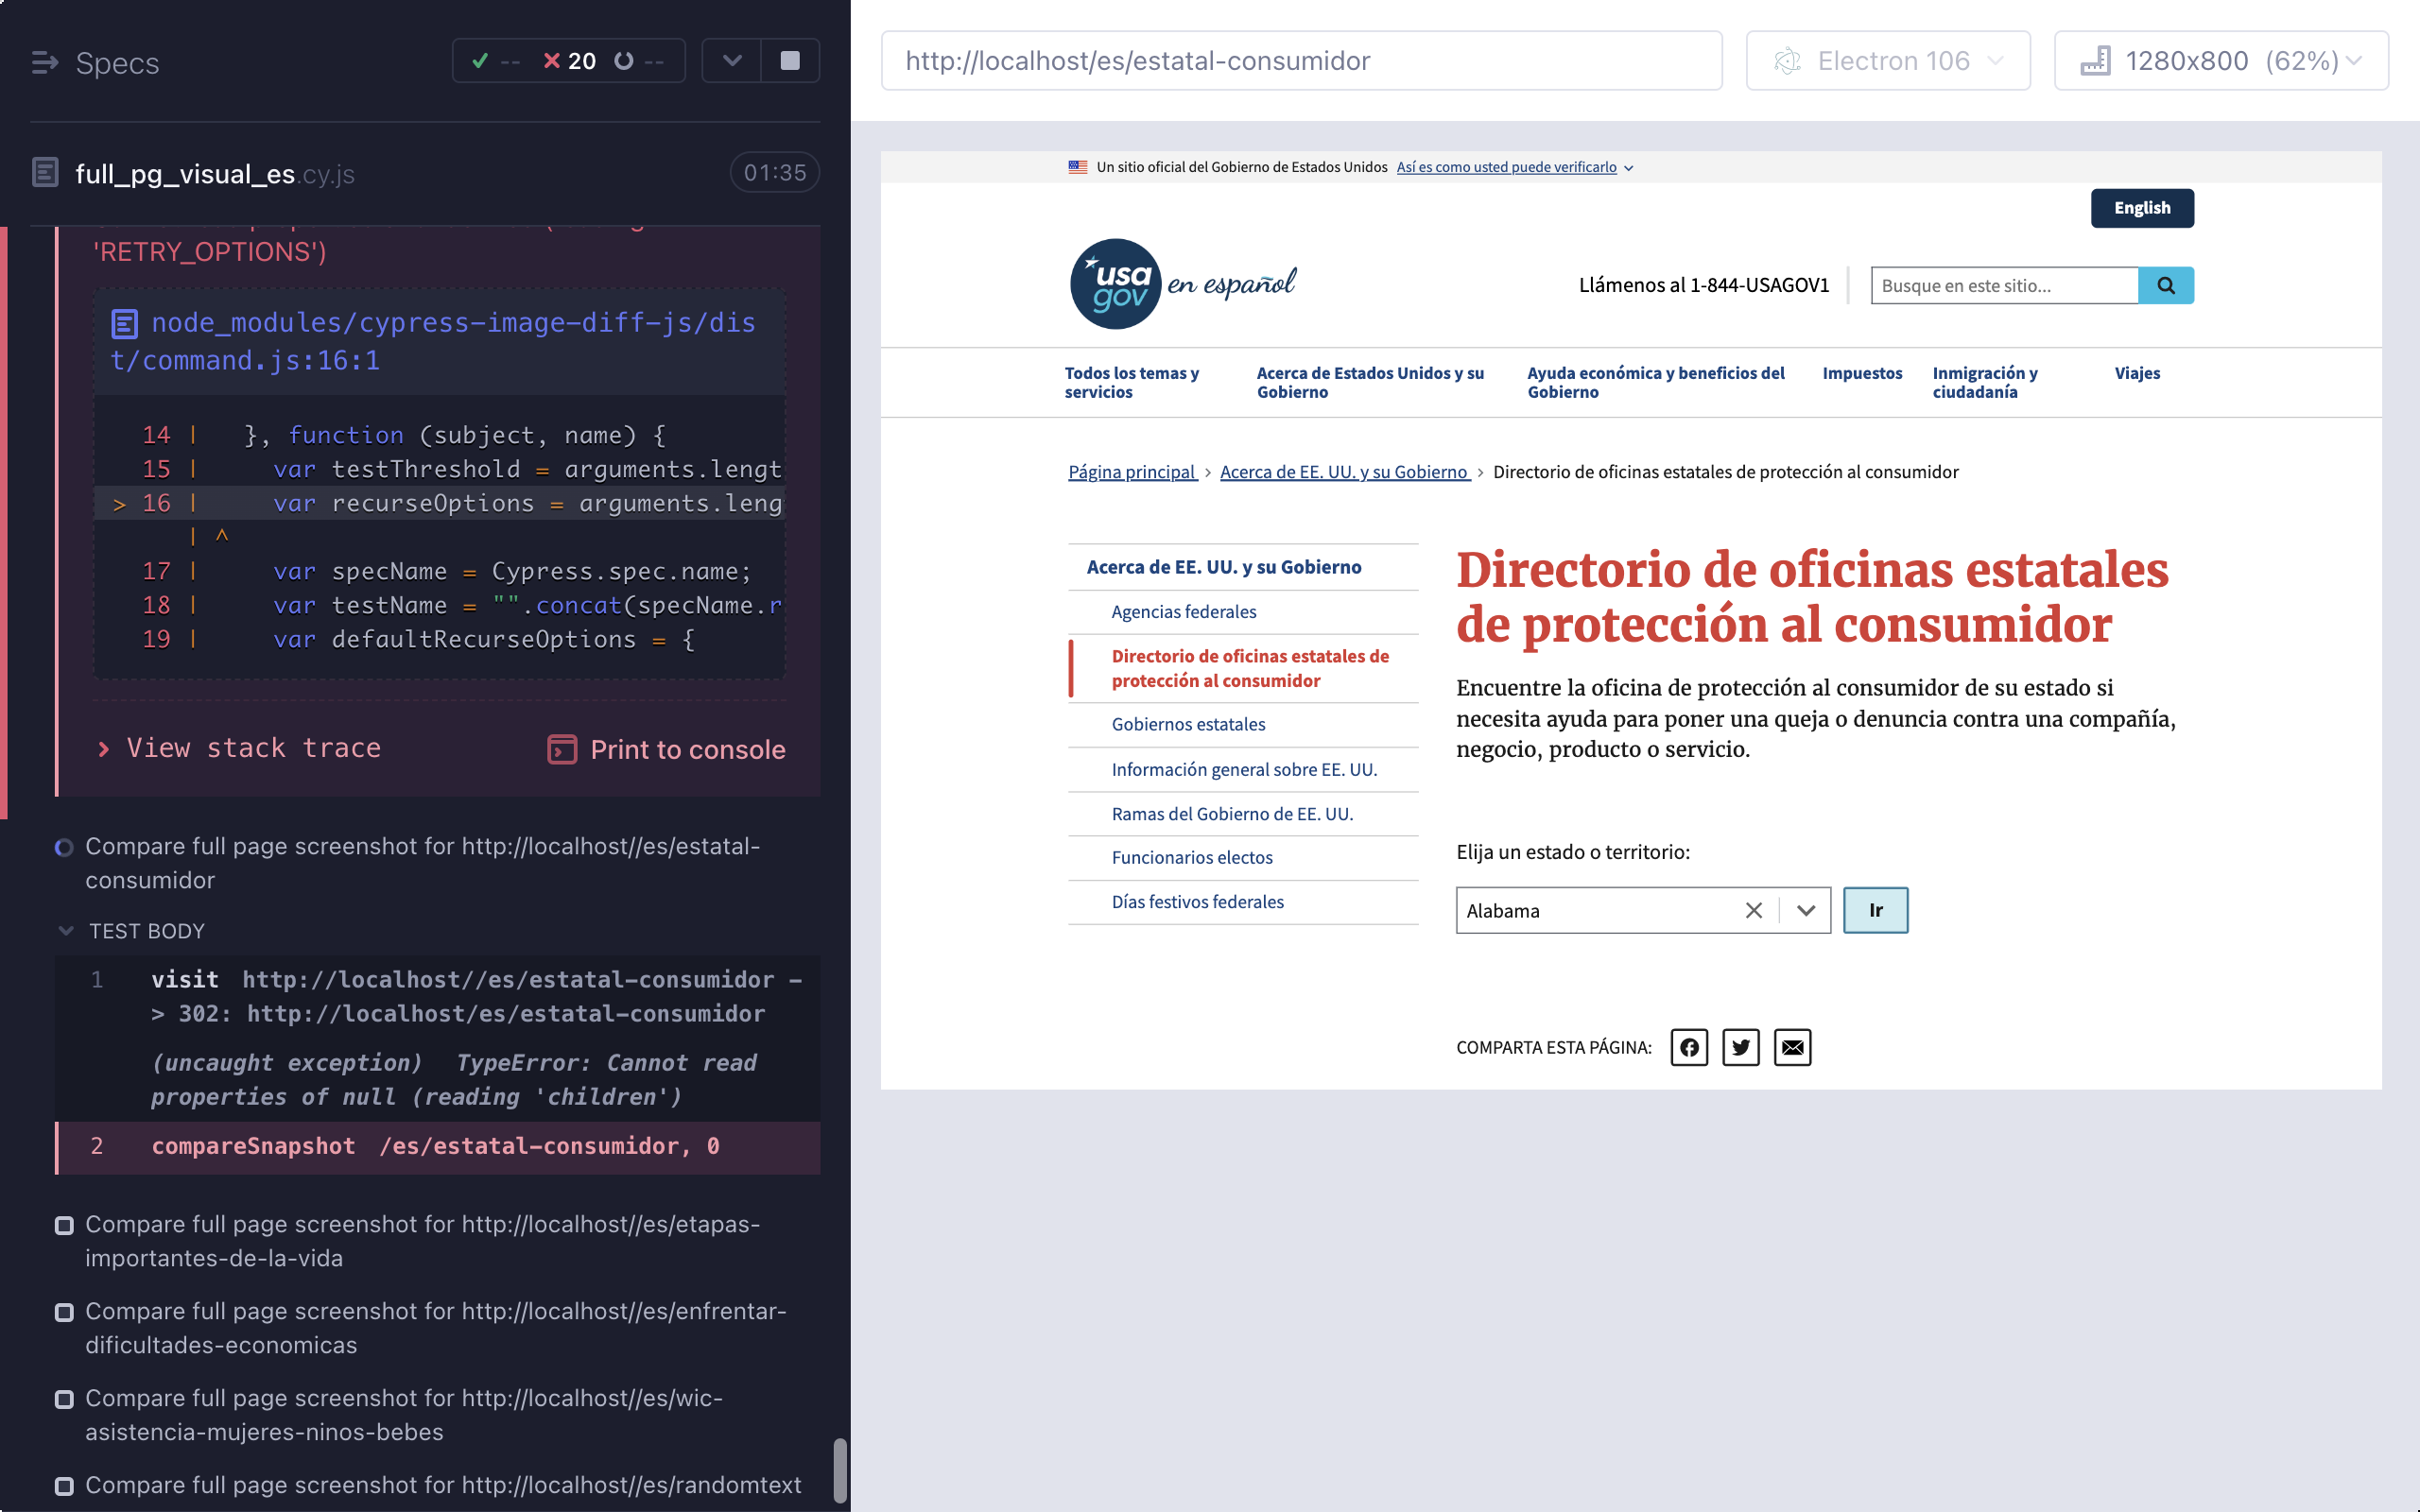 Specs
-- 20 --
full_pg_visual_es.cy.js
01:35
'RETRY_OPTIONS')
node_modules/cypress-image-diff-js/dis
t/command.js:16:1
14 | }, function (subject, name) {
15 | var testThreshold = arguments.lengt
> 16 | var recurseOptions = arguments.leng
| ^
17 | var specName = Cypress.spec.name;
18 | var testName = "".concat(specName.r
19 | var defaultRecurseOptions = {
View stack trace
Print to console
Compare full page screenshot for http://localhost//es/estatal-
consumidor
TEST BODY
1 visit http://localhost//es/estatal-consumidor -
> 302: http://localhost/es/estatal-consumidor
(uncaught exception) TypeError: Cannot read
properties of null (reading 'children')
2 compareSnapshot /es/estatal-consumidor, 0
Compare full page screenshot for http://localhost//es/etapas-
importantes-de-la-vida
Compare full page screenshot for http://localhost//es/enfrentar-
dificultades-economicas
Compare full page screenshot for http://localhost//es/wic-
asistencia-mujeres-ninos-bebes
Compare full page screenshot for http://localhost//es/randomtext
http://localhost/es/estatal-consumidor
Electron 106
1280x800 (62%)
Un sitio oficial del Gobierno de Estados Unidos Así es como usted puede verificarlo
English
usa
gov
en español
Llámenos al 1-844-USAGOV1
Busque en este sitio...
Todos los temas y
servicios
Acerca de Estados Unidos y su
Gobierno
Ayuda económica y beneficios del
Gobierno
Impuestos
Inmigración y
ciudadanía
Viajes
Página principal > Acerca de EE. UU. y su Gobierno > Directorio de oficinas estatales de protección al consumidor
Acerca de EE. UU. y su Gobierno
Agencias federales
Directorio de oficinas estatales de
protección al consumidor
Gobiernos estatales
Información general sobre EE. UU.
Ramas del Gobierno de EE. UU.
Funcionarios electos
Días festivos federales
Directorio de oficinas estatales
de protección al consumidor
Encuentre la oficina de protección al consumidor de su estado si
necesita ayuda para poner una queja o denuncia contra una compañía,
negocio, producto o servicio.
Elija un estado o territorio:
Alabama
Ir
COMPARTA ESTA PÁGINA: